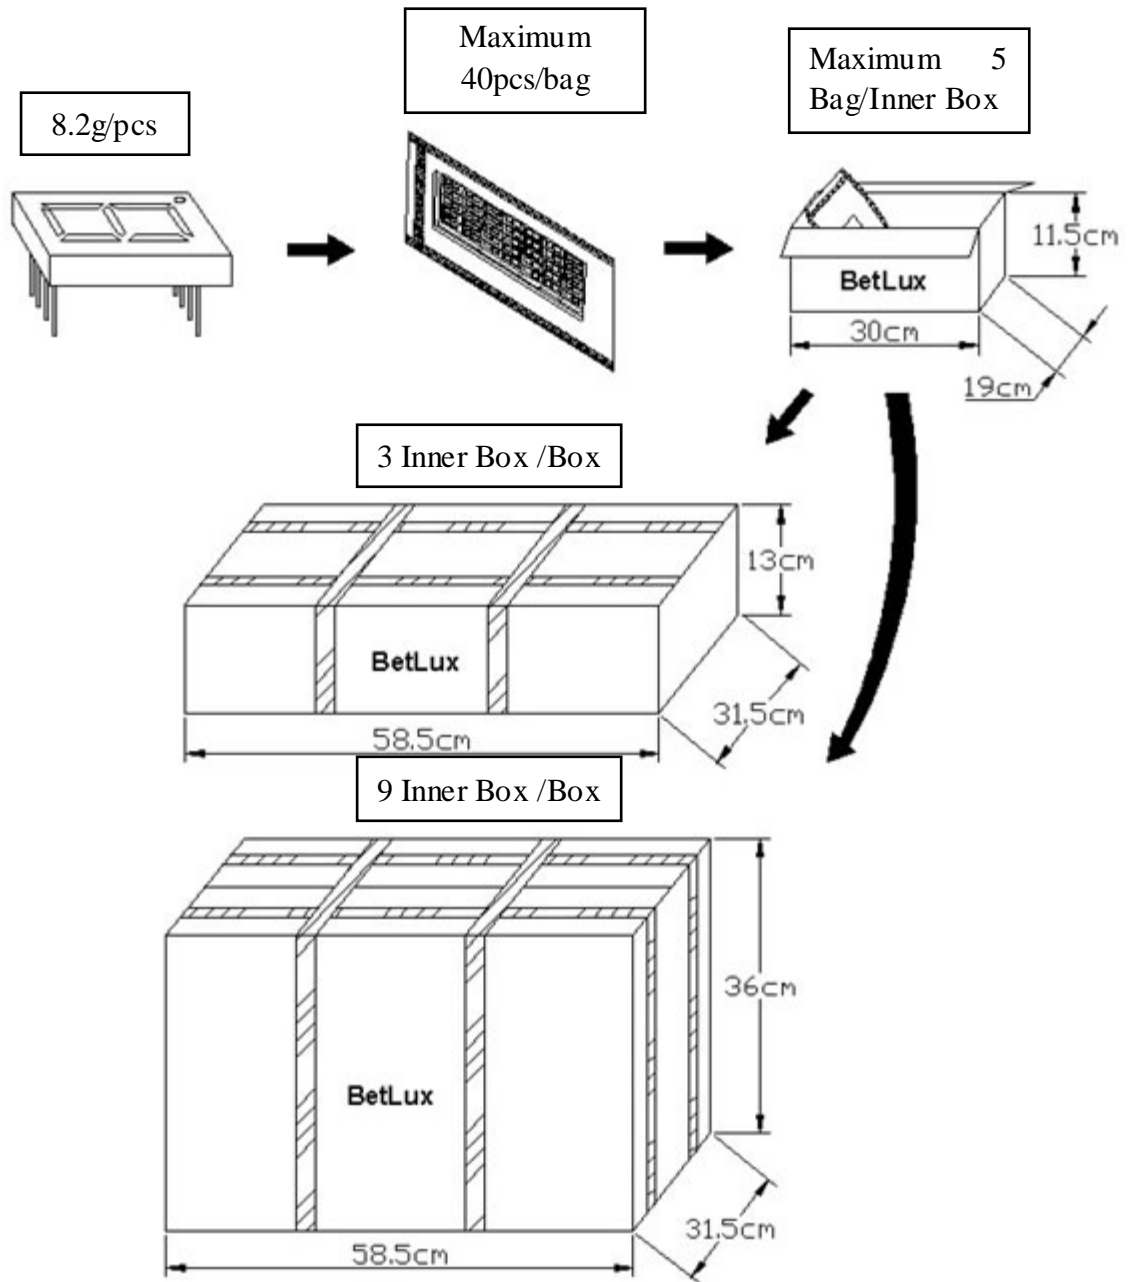 Maximum
40pcs/bag
Maximum 5
Bag/Inner Box
8.2g/pcs
11.5cm
BetLux
30cm
19cm
3 Inner Box /Box
13cm
BetLux
31.5cm
58.5cm
9 Inner Box /Box
36cm
BetLux
31.5cm
58.5cm